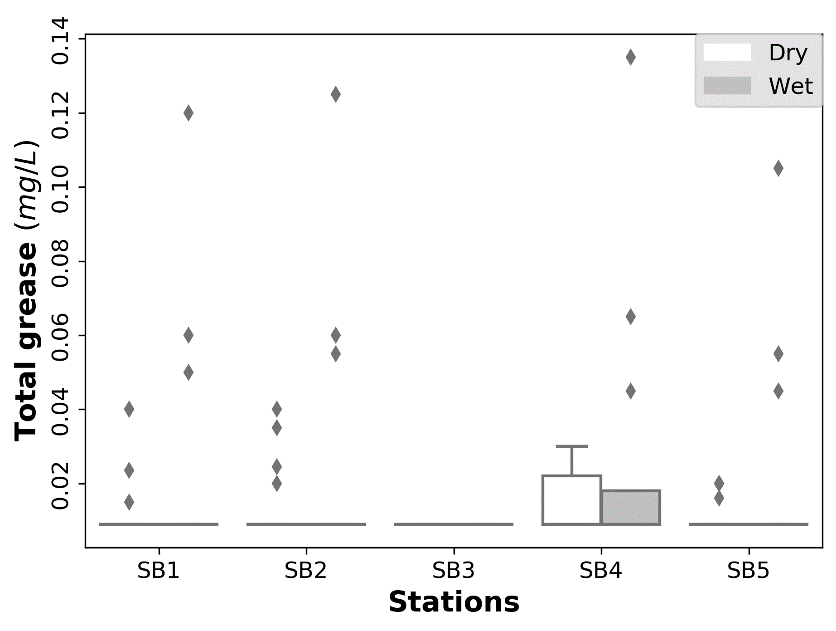 Total grease (mg/L)
0.14
0.12
0.10
0.08
0.06
0.04
0.02
Dry
Wet
SB1 SB2 SB3 SB4 SB5
Stations